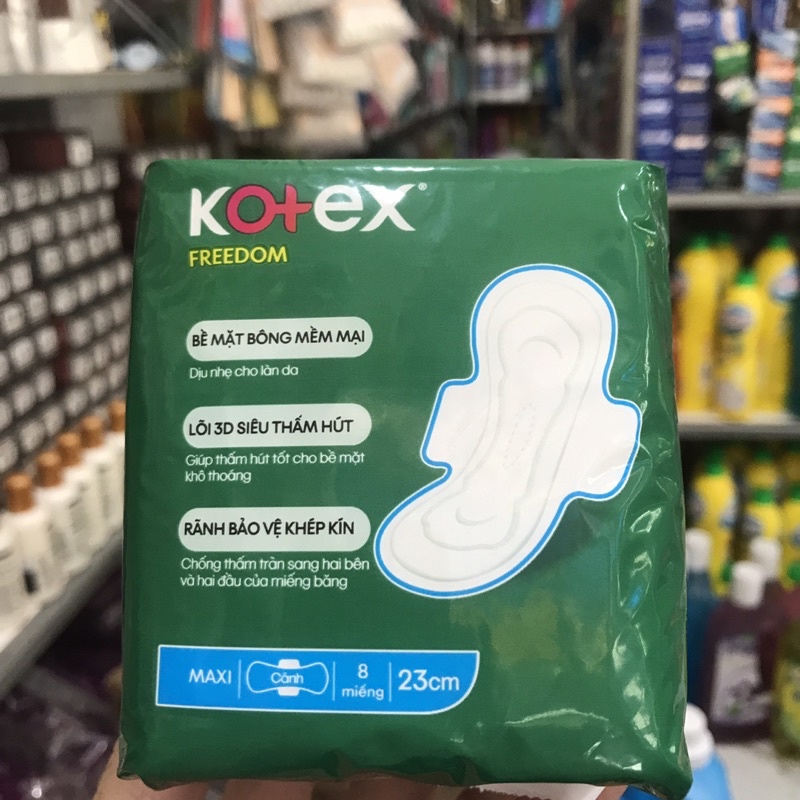 Kotex®
FREEDOM
BỀ MẶT BÔNG MỀM MẠI
Dịu nhẹ cho làn da
LÕI 3D SIÊU THẤM HÚT
Giúp thấm hút tốt cho bề mặt
khô thoáng
RÃNH BẢO VỆ KHÉP KÍN
Chống thấm tràn sang hai bên
và hai đầu của miếng băng
MAXI
Cánh
8
miếng
23cm